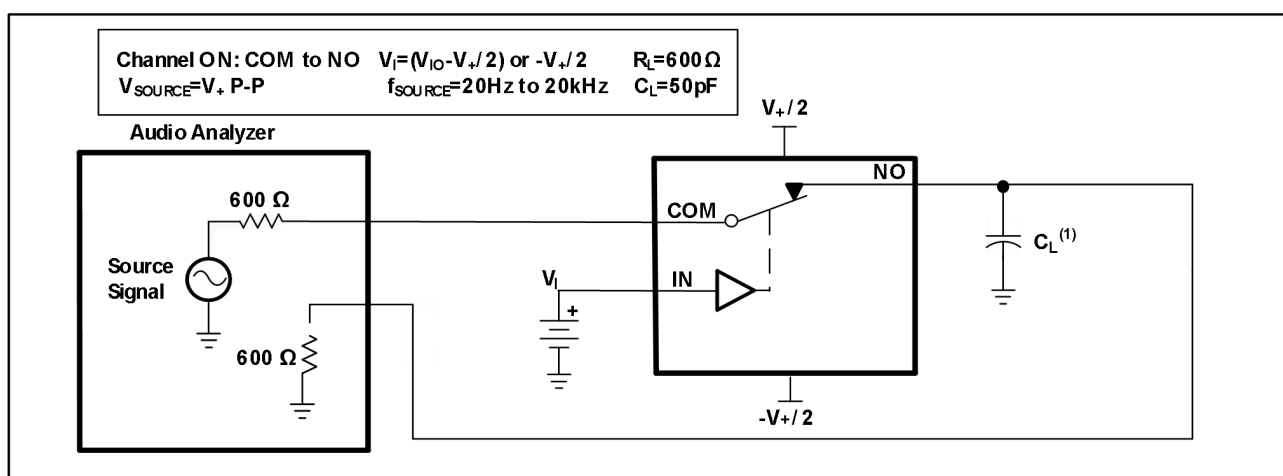 Channel ON: COM to NO V_I=(V_IO-V_+/2) or -V_+/2 R_L=600Ω
V_SOURCE=V_+ P-P f_SOURCE=20Hz to 20kHz C_L=50pF
Audio Analyzer
V_+/2
NO
600 Ω
COM
Source
Signal
C_L^(1)
V_I
IN
+
600 Ω
-V+/2